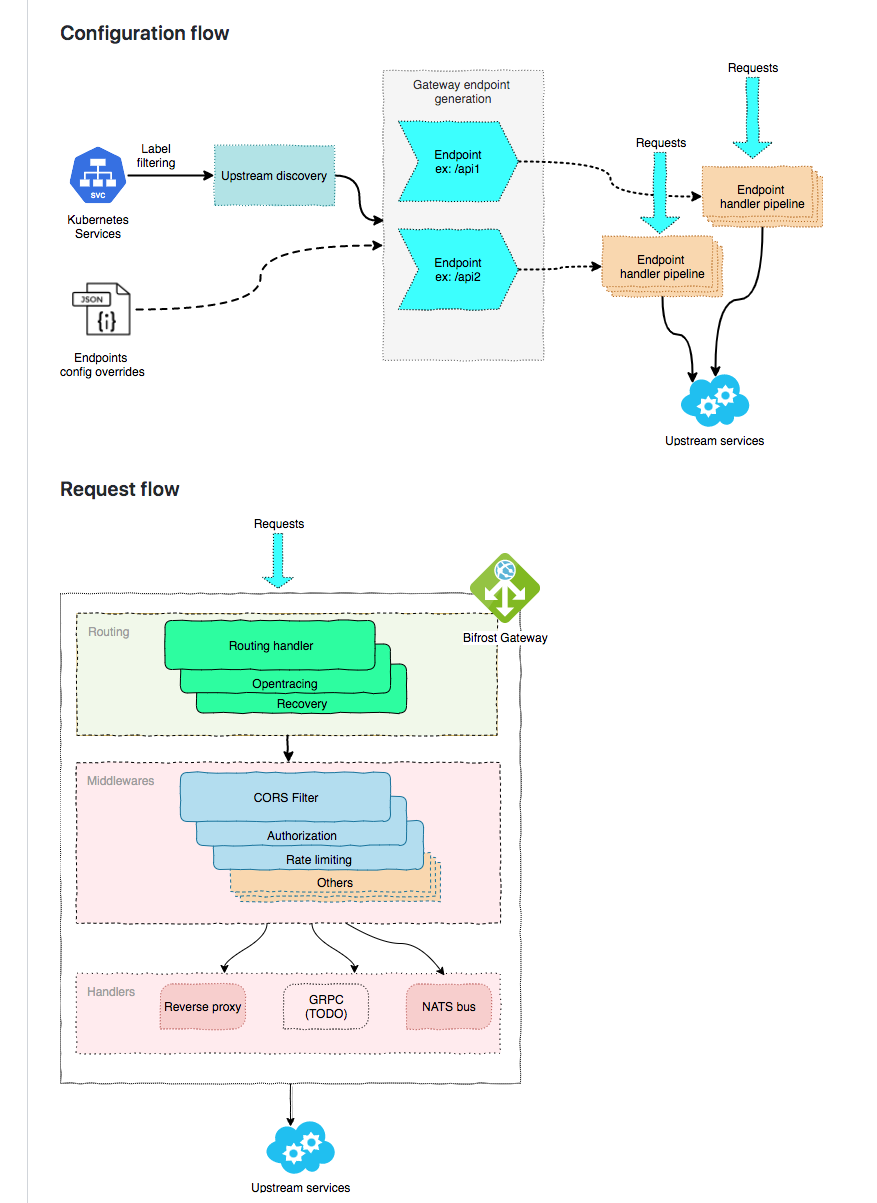 Configuration flow
Requests
Gateway endpoint
generation
Requests
Label
filtering
Endpoint
ex: /api1
Upstream discovery
Endpoint
handler pipeline
SVC
Kubernetes
Services
Endpoint
ex: /api2
Endpoint
handler pipeline
JSON
{i}
Endpoints
config overrides
Upstream services
Request flow
Requests
Bifrost Gateway
Routing
Routing handler
Opentracing
Recovery
Middlewares
CORS Filter
Authorization
Rate limiting
Others
Handlers
Reverse proxy
GRPC
(TODO)
NATS bus
Upstream services